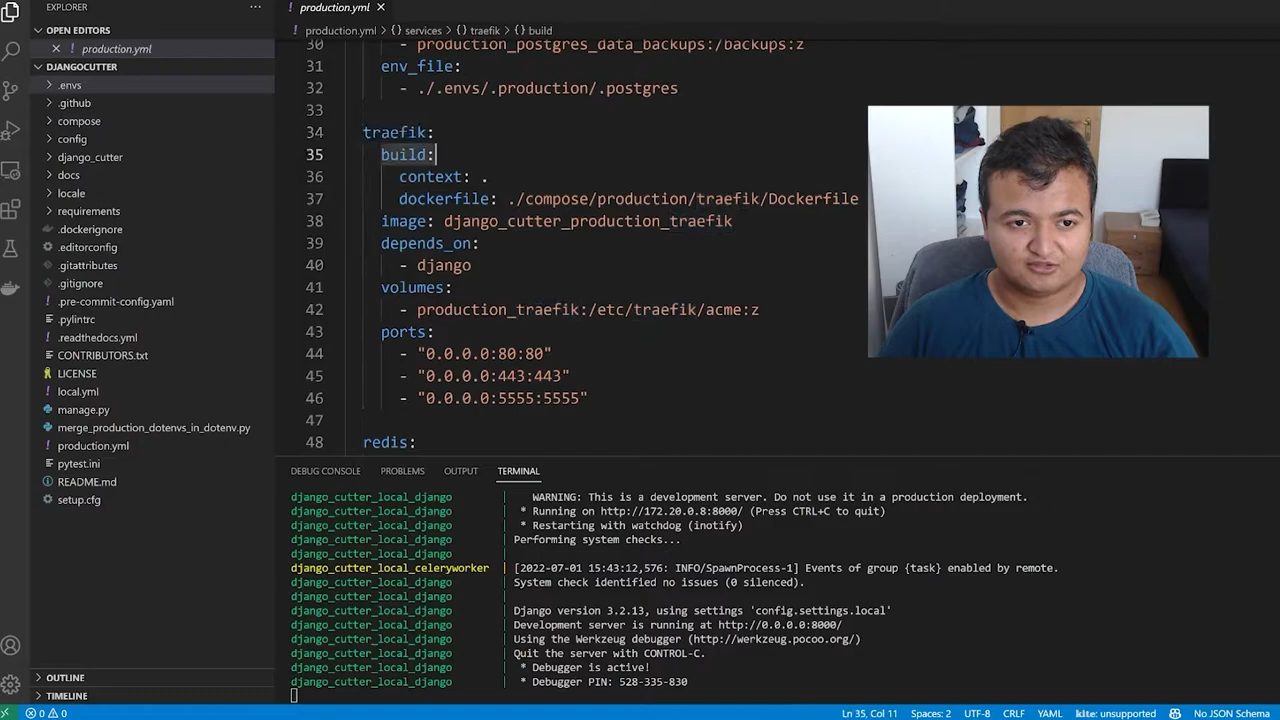 EXPLORER
···
OPEN EDITORS
production.yml
DJANGOCUTTER
.envs
.github
compose
config
django_cutter
docs
locale
requirements
.dockerignore
.editorconfig
.gitattributes
.gitignore
.pre-commit-config.yaml
.pylintrc
.readthedocs.yml
CONTRIBUTORS.txt
LICENSE
local.yml
manage.py
merge_production_dotenvs_in_dotenv.py
production.yml
pytest.ini
README.md
setup.cfg
OUTLINE
TIMELINE
production.yml
production.yml > {} services > {} traefik > {} build
30 - production_postgres_data_backups:/backups:z
31 env_file:
32 - ./.envs/.production/.postgres
33
34 traefik:
35 build:
36 context: .
37 dockerfile: ./compose/production/traefik/Dockerfile
38 image: django_cutter_production_traefik
39 depends_on:
40 - django
41 volumes:
42 - production_traefik:/etc/traefik/acme:z
43 ports:
44 - "0.0.0.0:80:80"
45 - "0.0.0.0:443:443"
46 - "0.0.0.0:5555:5555"
47
48 redis:
DEBUG CONSOLE PROBLEMS OUTPUT TERMINAL
django_cutter_local_django | WARNING: This is a development server. Do not use it in a production deployment.
django_cutter_local_django | * Running on http://172.20.0.8:8000/ (Press CTRL+C to quit)
django_cutter_local_django | * Restarting with watchdog (inotify)
django_cutter_local_django | Performing system checks...
django_cutter_local_django |
django_cutter_local_celeryworker | [2022-07-01 15:43:12,576: INFO/SpawnProcess-1] Events of group {task} enabled by remote.
django_cutter_local_django | System check identified no issues (0 silenced).
django_cutter_local_django |
django_cutter_local_django | Django version 3.2.13, using settings 'config.settings.local'
django_cutter_local_django | Development server is running at http://0.0.0.0:8000/
django_cutter_local_django | Using the Werkzeug debugger (http://werkzeug.pocoo.org/)
django_cutter_local_django | Quit the server with CONTROL-C.
django_cutter_local_django | * Debugger is active!
django_cutter_local_django | * Debugger PIN: 528-335-830
0 0 Ln 35, Col 11 Spaces: 2 UTF-8 CRLF YAML kite: unsupported No JSON Schema